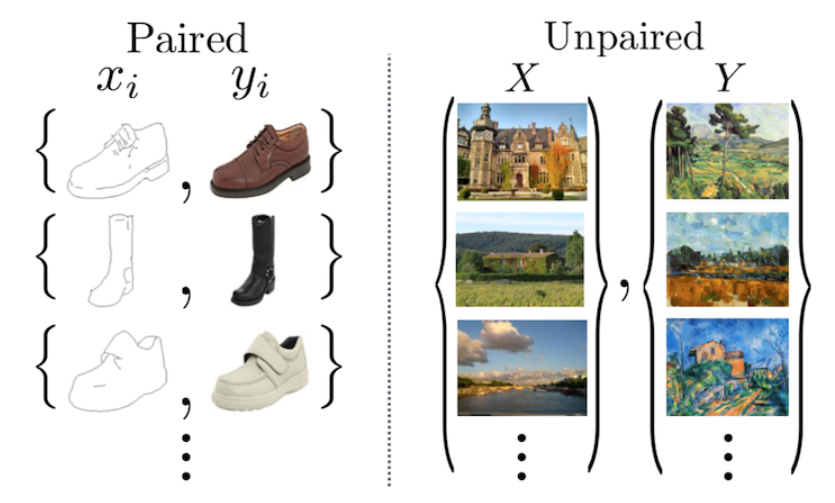 Paired
xᵢ yᵢ
{ , }
{ , }
{ , }
⋮
Unpaired
X Y
{ } , { }
⋮ ⋮